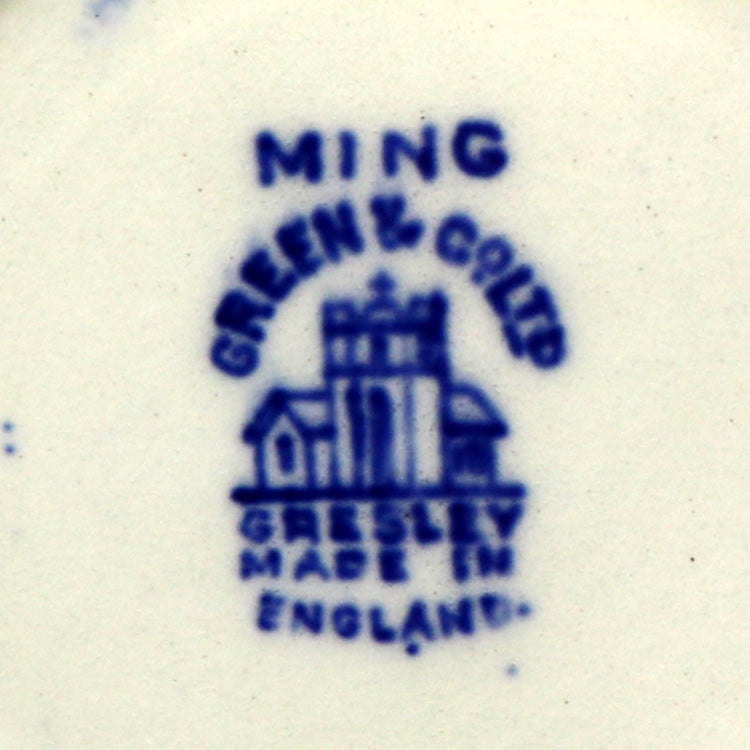 MING
GREEN & Co LTD
GRESLEY
MADE IN
ENGLAND.